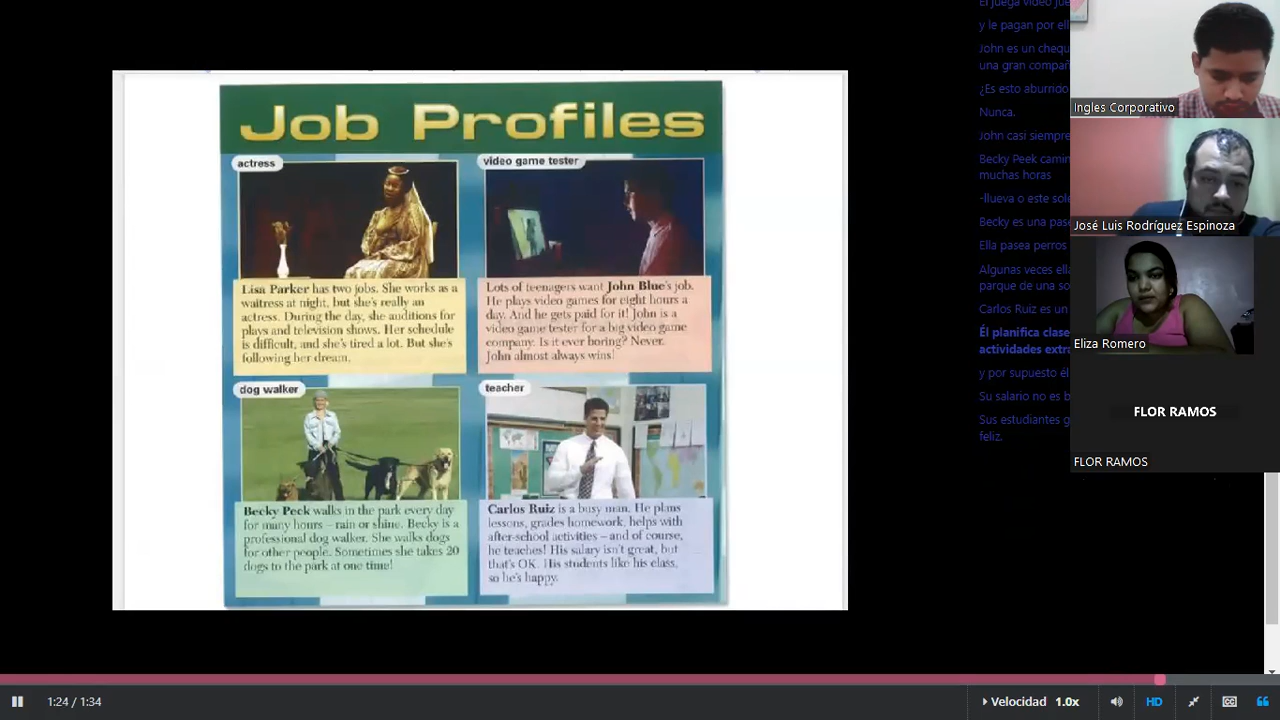 Job Profiles
actress
Lisa Parker has two jobs. She works as a
waitress at night, but she's really an
actress. During the day, she auditions for
plays and television shows. Her schedule
is difficult, and she's tired a lot. But she's
following her dream.
video game tester
Lots of teenagers want John Blue's job.
He plays video games for eight hours a
day. And he gets paid for it! John is a
video game tester for a big video game
company. Is it ever boring? Never.
John almost always wins!
dog walker
Becky Peck walks in the park every day
for many hours – rain or shine. Becky is a
professional dog walker. She walks dogs
for other people. Sometimes she takes 20
dogs to the park at one time!
teacher
Carlos Ruiz is a busy man. He plans
lessons, grades homework, helps with
after-school activities – and of course,
he teaches! His salary isn't great, but
that's OK. His students like his class,
so he's happy.
y le pagan por
John es un
una gran
¿Es esto aburrido
Nunca.
John casi siempre
Becky Peek
muchas horas
-llueva o este
Becky es una
Ella pasea perros
Algunas veces
parque de una
Carlos Ruiz es un
Él planifica
actividades
y por supuesto él
Su salario no es
Sus estudiantes
feliz.
Ingles Corporativo
José Luis Rodríguez Espinoza
Eliza Romero
FLOR RAMOS
FLOR RAMOS
1:24 / 1:34
Velocidad 1.0x
HD
CC